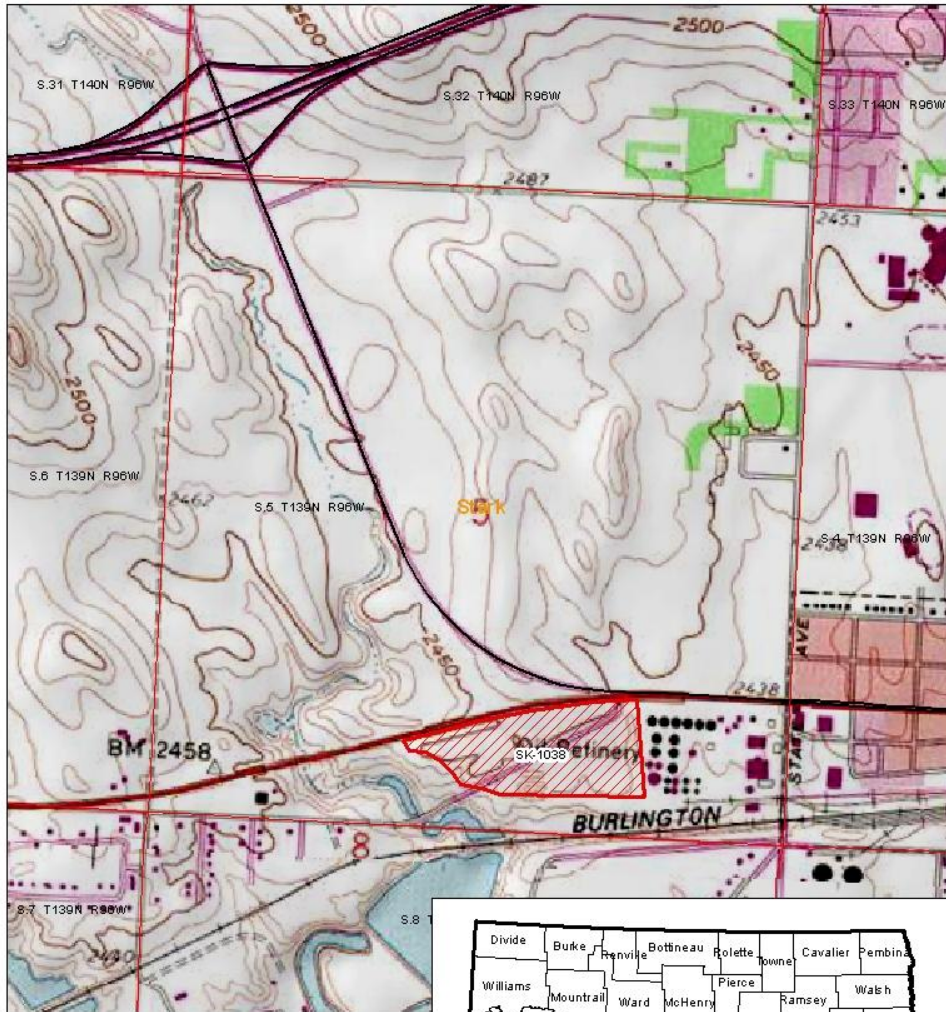 2500
2500
S.31 T140N R96W
S.32 T140N R96W
S.33 T140N R96W
2487
2453
2450
2500
S.6 T139N R96W
2462
S.5 T139N R96W
Stark
S.4 T139N R96W
2438
AVE
2450
2438
BM 2458
Refinery
SK-1038
STATE
BURLINGTON
S.7 T139N R96W
S.8
2440
Divide
Burke
Renville
Bottineau
Rolette
Towner
Cavalier
Pembina
Pierce
Williams
Mountrail
Ward
McHenry
Ramsey
Walsh